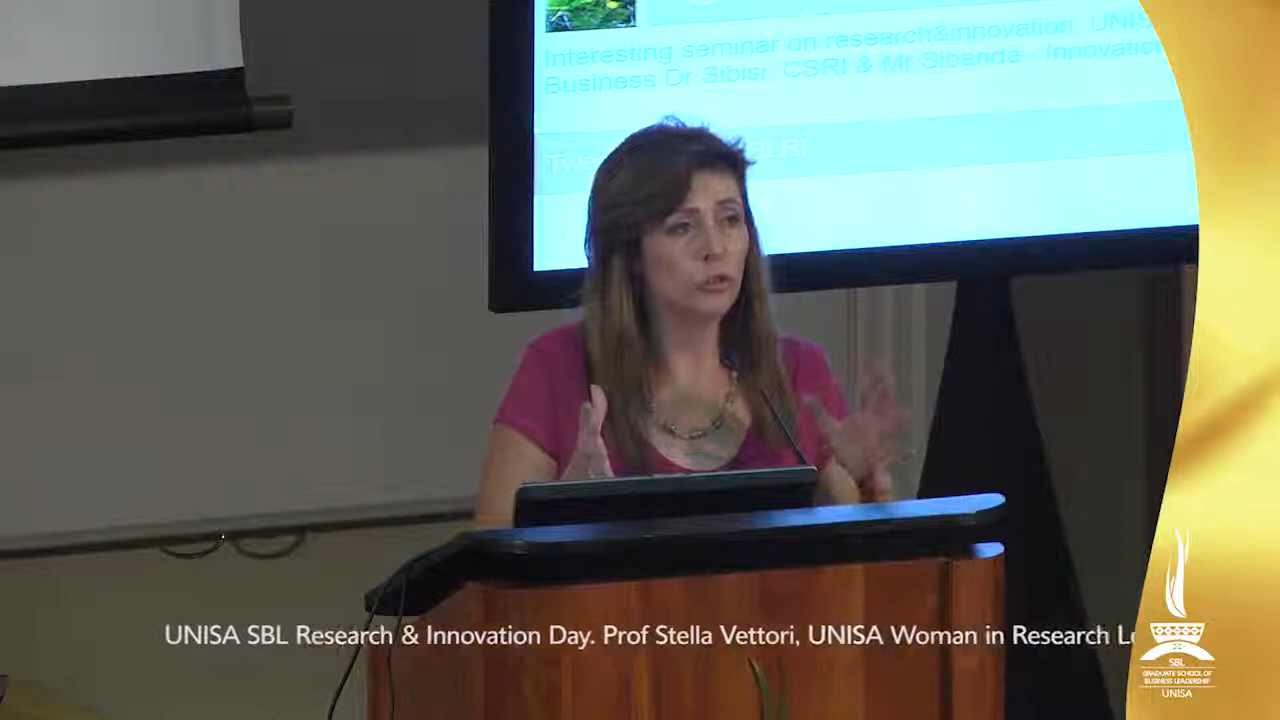 Interesting seminar on research&innovation. UNIS
Business Dr Sibisi. CSRI & Mr Sibanda - Innovation
UNISA SBL Research & Innovation Day. Prof Stella Vettori, UNISA Woman in Research L
SBL
GRADUATE SCHOOL OF
BUSINESS LEADERSHIP
UNISA